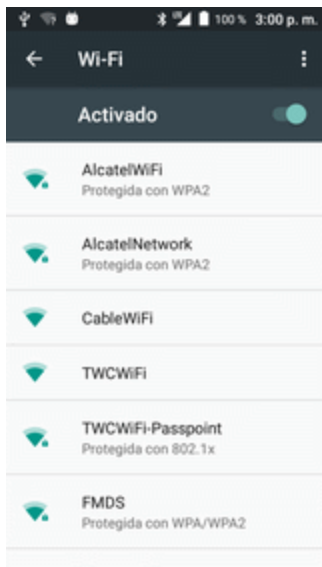 100 % 3:00 p. m.
Wi-Fi
Activado
AlcatelWiFi
Protegida con WPA2
AlcatelNetwork
Protegida con WPA2
CableWiFi
TWCWiFi
TWCWiFi-Passpoint
Protegida con 802.1x
FMDS
Protegida con WPA/WPA2